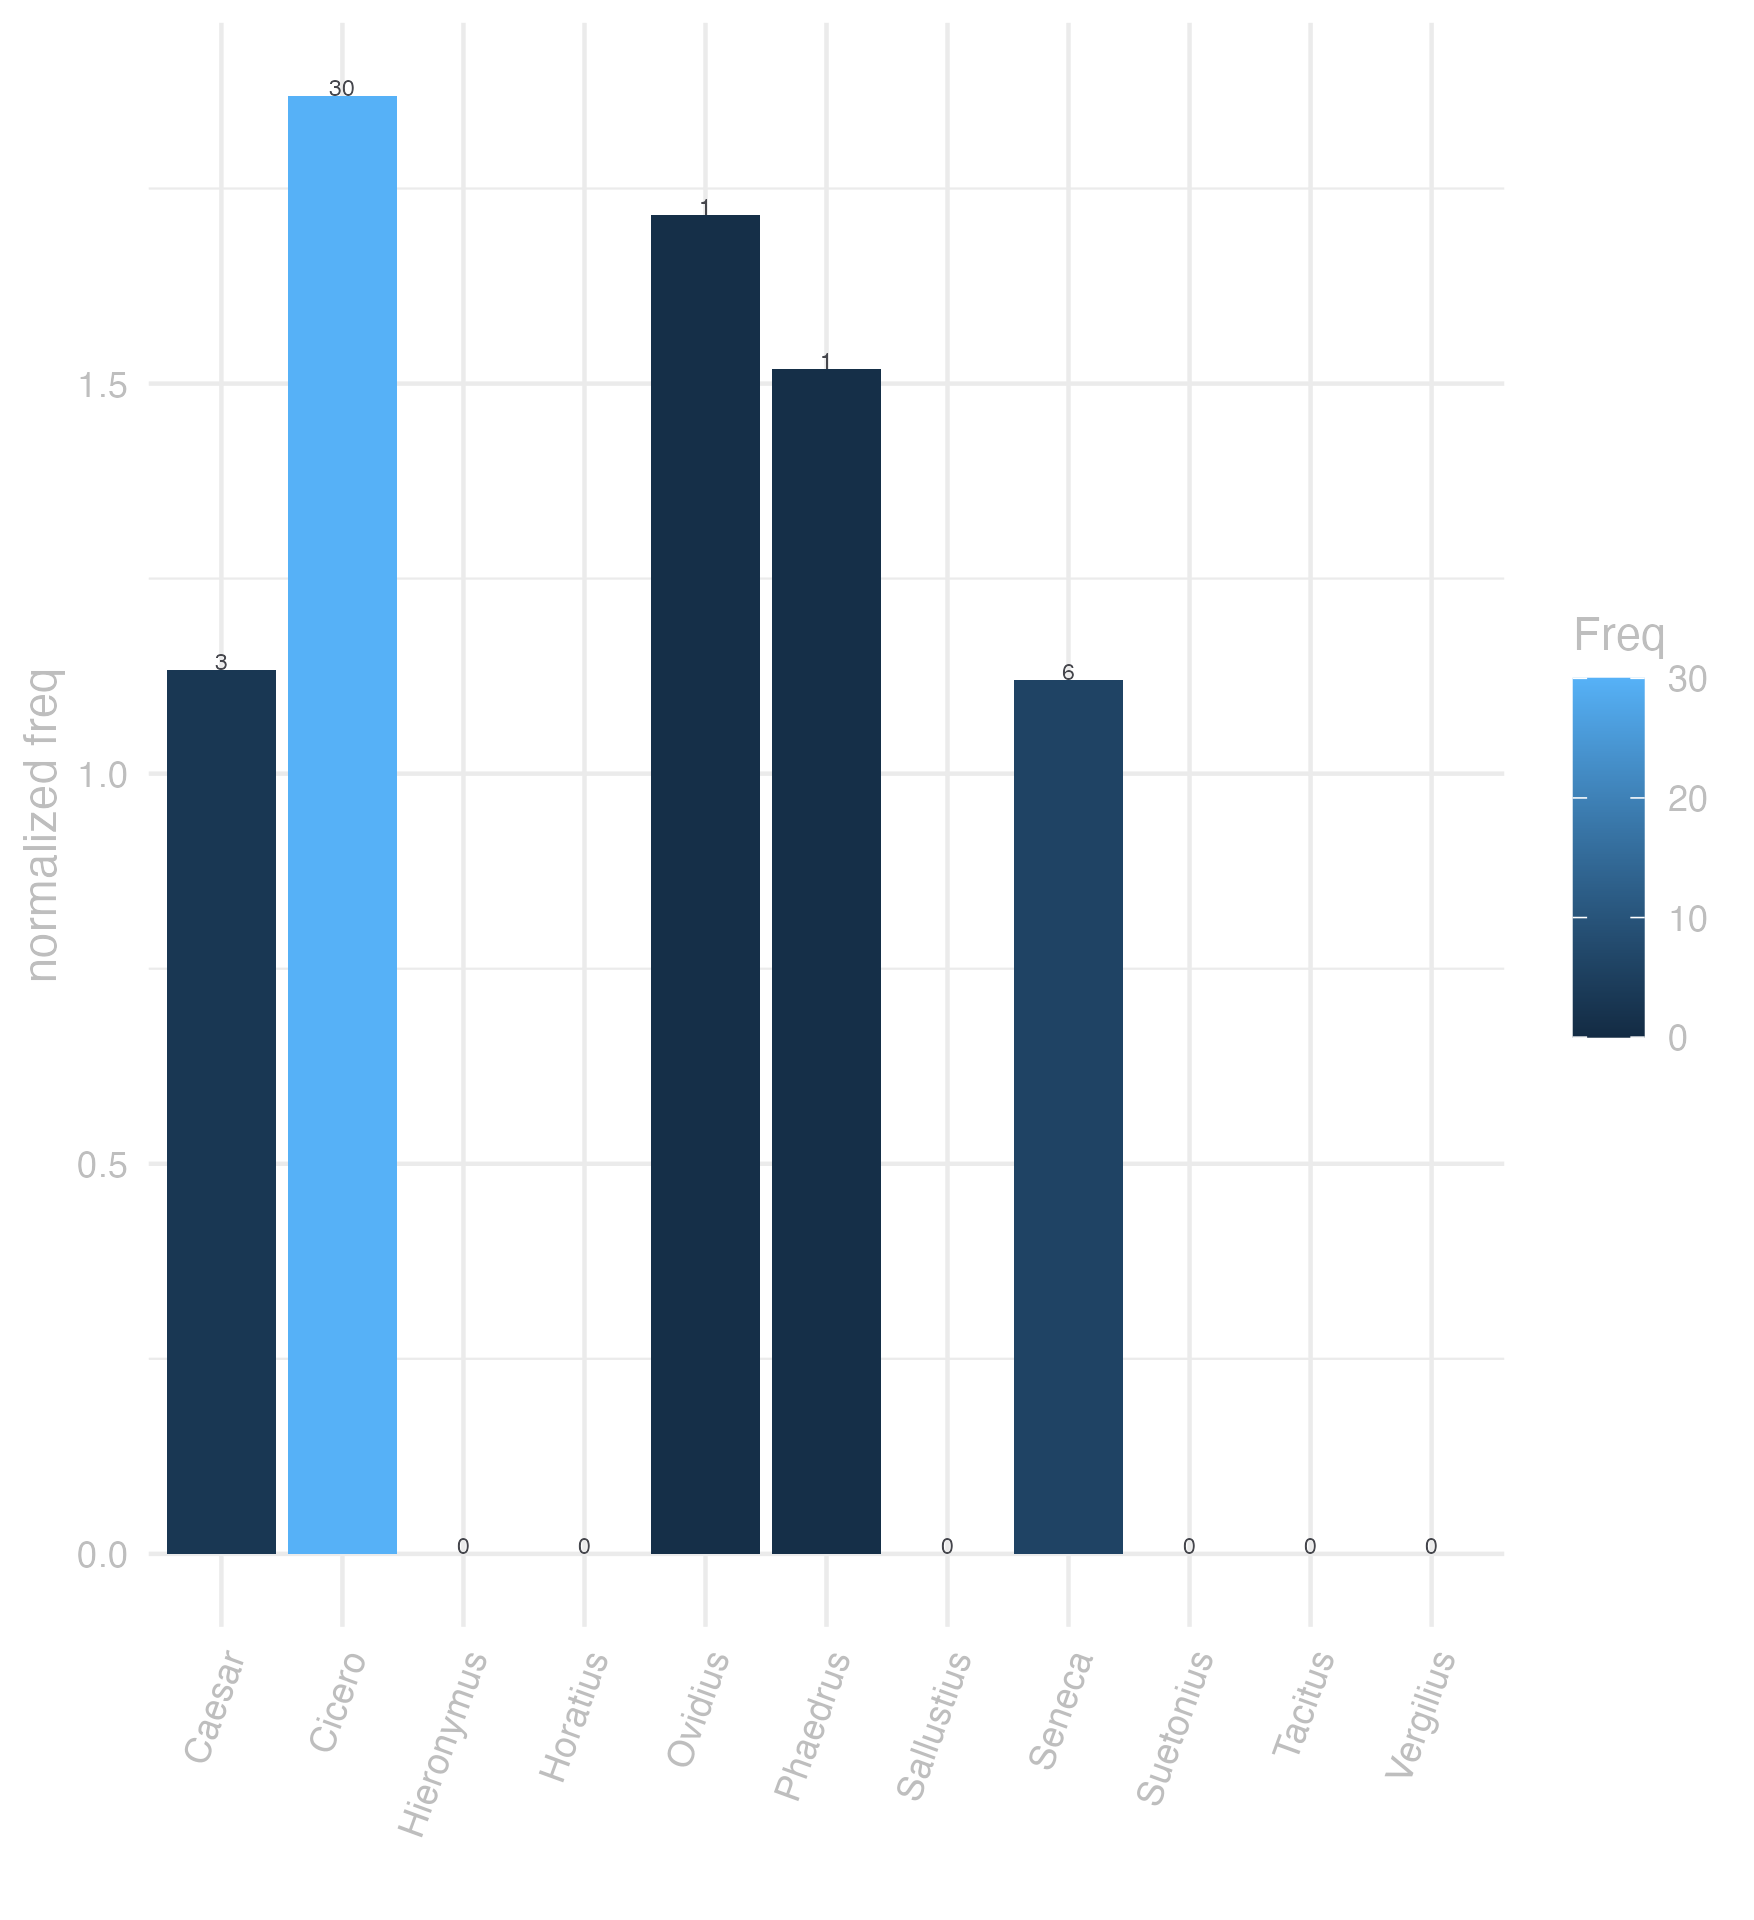 30
1
1
3
6
0
0
0
0
0
0
normalized freq
1.5
1.0
0.5
0.0
Caesar
Cicero
Hieronymus
Horatius
Ovidius
Phaedrus
Sallustius
Seneca
Suetonius
Tacitus
Vergilius
Freq
30
20
10
0